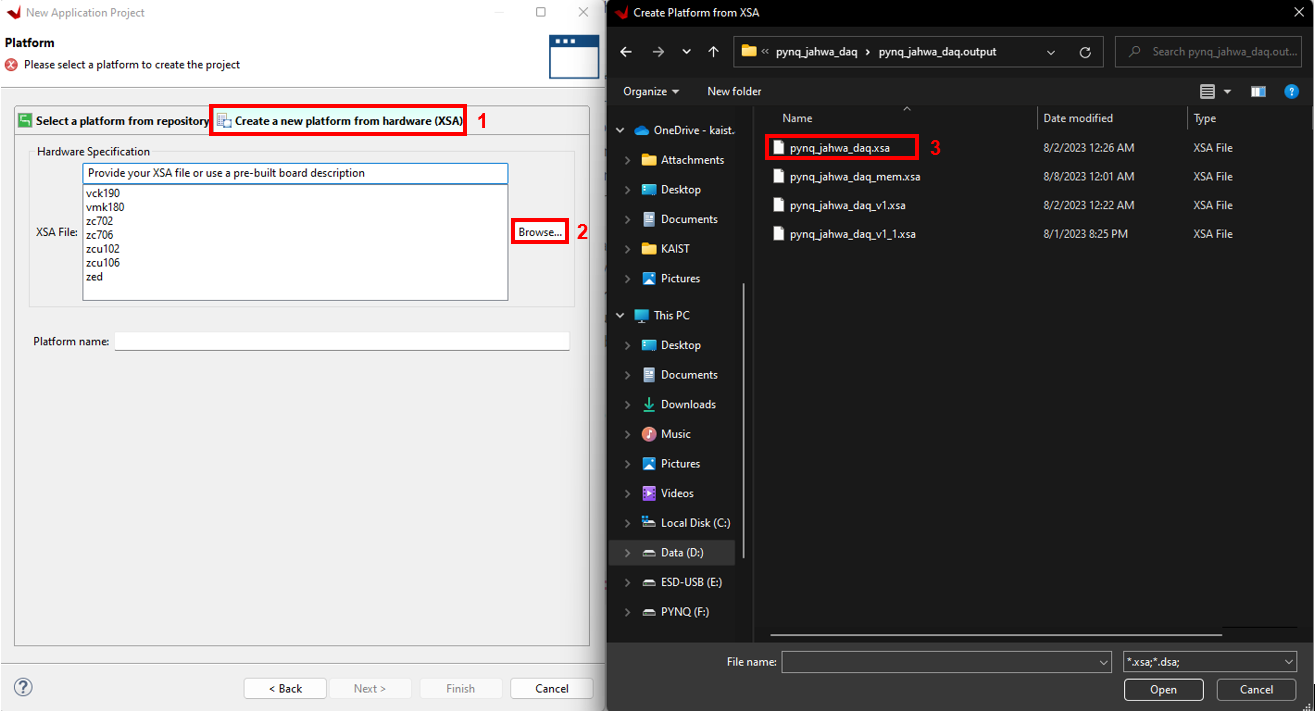 New Application Project
Platform
Please select a platform to create the project
Select a platform from repository
Create a new platform from hardware (XSA)
1
Hardware Specification
Provide your XSA file or use a pre-built board description
vck190
vmk180
zc702
zc706
zcu102
zcu106
zed
XSA File:
Browse...
2
Platform name:
< Back
Next >
Finish
Cancel
Create Platform from XSA
« pynq_jahwa_daq › pynq_jahwa_daq.output
Search pynq_jahwa_daq.out...
Organize
New folder
OneDrive - kaist.
Attachments
Desktop
Documents
KAIST
Pictures
This PC
Desktop
Documents
Downloads
Music
Pictures
Videos
Local Disk (C:)
Data (D:)
ESD-USB (E:)
PYNQ (F:)
Name Date modified Type
pynq_jahwa_daq.xsa 3 8/2/2023 12:26 AM XSA File
pynq_jahwa_daq_mem.xsa 8/8/2023 12:01 AM XSA File
pynq_jahwa_daq_v1.xsa 8/2/2023 12:22 AM XSA File
pynq_jahwa_daq_v1_1.xsa 8/1/2023 8:25 PM XSA File
File name:
*.xsa;*.dsa;
Open
Cancel